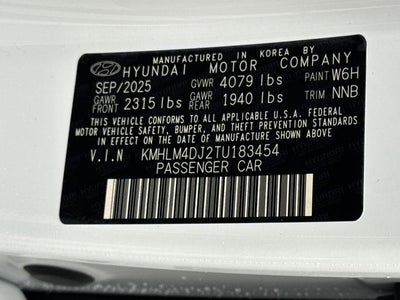 MANUFACTURED IN KOREA BY
HYUNDAI MOTOR COMPANY
SEP/2025 GVWR 4079 lbs PAINT W6H
GAWR FRONT 2315 lbs GAWR REAR 1940 lbs TRIM NNB
THIS VEHICLE CONFORMS TO ALL APPLICABLE U.S.A. FEDERAL
MOTOR VEHICLE SAFETY, BUMPER, AND THEFT PREVENTION
STANDARDS IN EFFECT ON THE DATE OF MANUFACTURE SHOWN ABOVE.
V.I.N KMHLM4DJ2TU183454
PASSENGER CAR